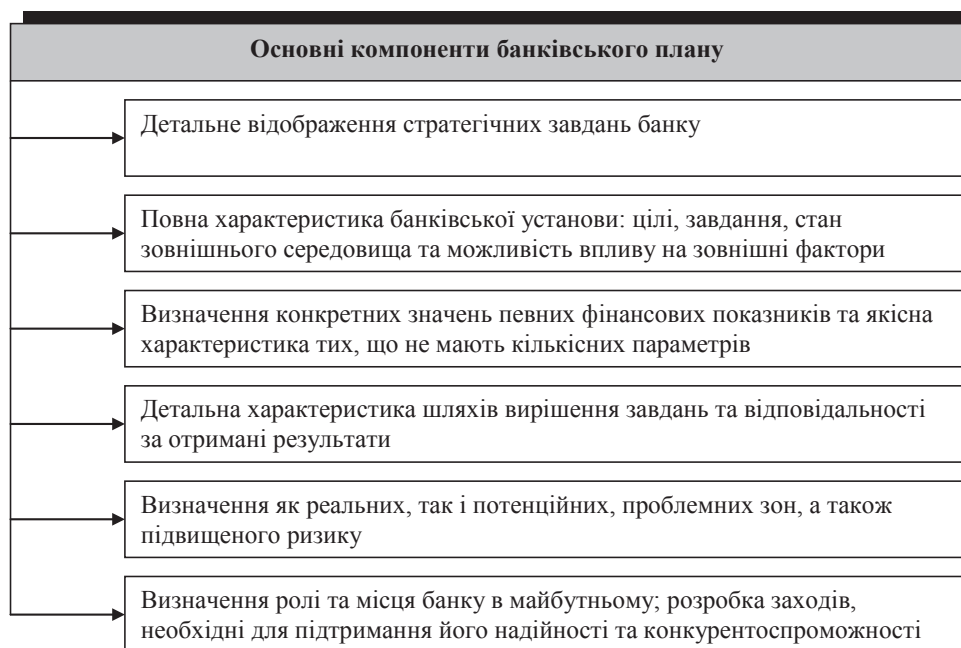 Основні компоненти банківського плану
Детальне відображення стратегічних завдань банку
Повна характеристика банківської установи: цілі, завдання, стан
зовнішнього середовища та можливість впливу на зовнішні фактори
Визначення конкретних значень певних фінансових показників та якісна
характеристика тих, що не мають кількісних параметрів
Детальна характеристика шляхів вирішення завдань та відповідальності
за отримані результати
Визначення як реальних, так і потенційних, проблемних зон, а також
підвищеного ризику
Визначення ролі та місця банку в майбутньому; розробка заходів,
необхідні для підтримання його надійності та конкурентоспроможності